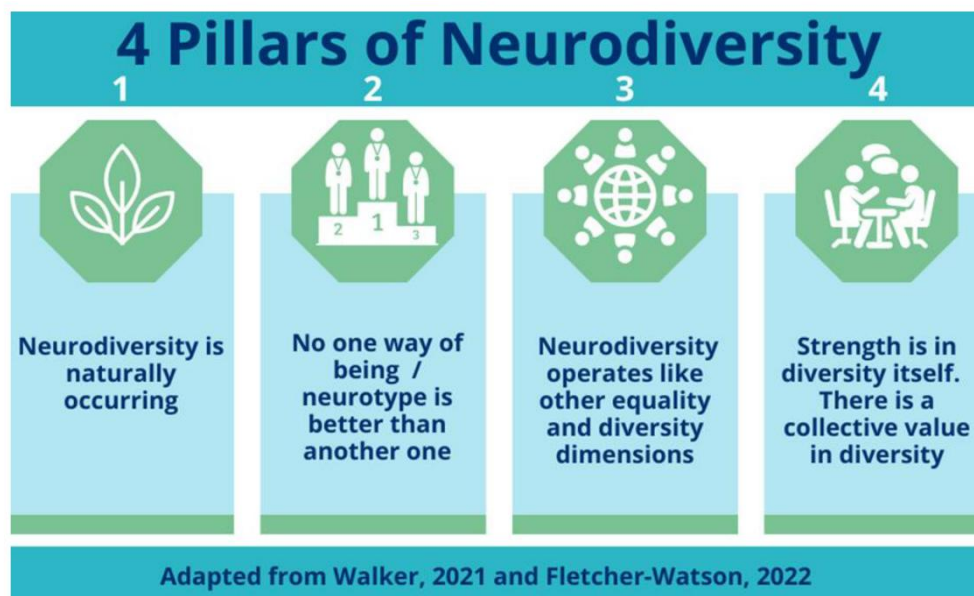 4 Pillars of Neurodiversity
1
2
3
4
2
1
3
Neurodiversity is
naturally
occurring
No one way of
being /
neurotype is
better than
another one
Neurodiversity
operates like
other equality
and diversity
dimensions
Strength is in
diversity itself.
There is a
collective value
in diversity
Adapted from Walker, 2021 and Fletcher-Watson, 2022